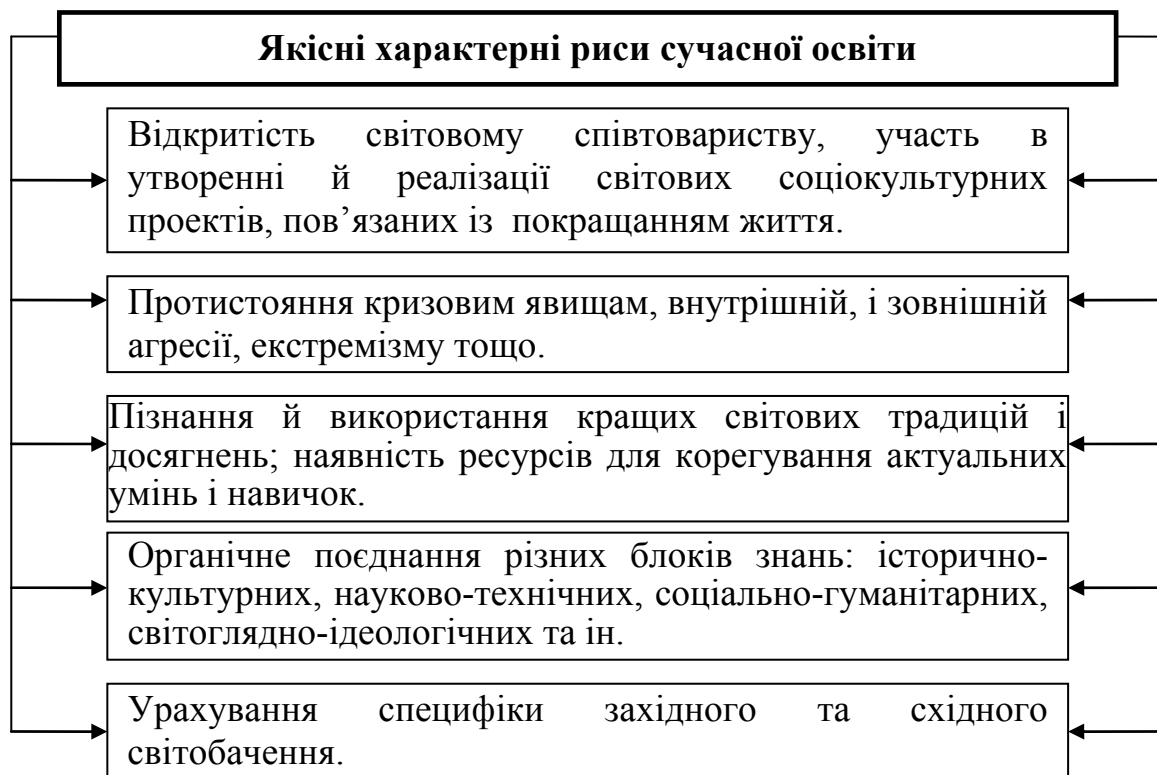 Якісні характерні риси сучасної освіти
Відкритість світовому співтовариству, участь в
утворенні й реалізації світових соціокультурних
проектів, пов’язаних із покращанням життя.
Протистояння кризовим явищам, внутрішній, і зовнішній
агресії, екстремізму тощо.
Пізнання й використання кращих світових традицій і
досягнень; наявність ресурсів для корегування актуальних
умінь і навичок.
Органічне поєднання різних блоків знань: історично-
культурних, науково-технічних, соціально-гуманітарних,
світоглядно-ідеологічних та ін.
Урахування специфіки західного та східного
світобачення.